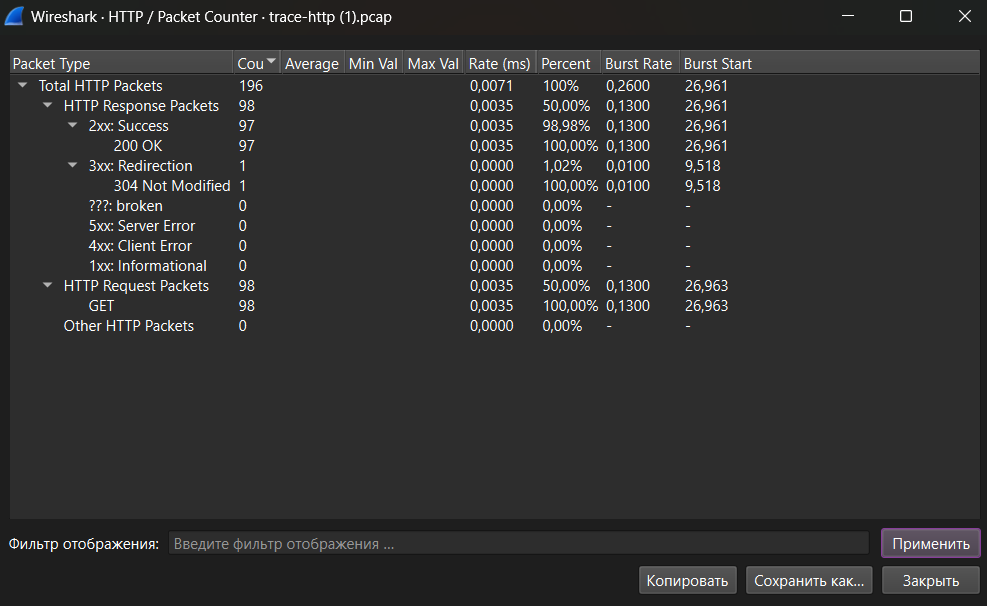 Wireshark · HTTP / Packet Counter · trace-http (1).pcap
Packet Type Cou Average Min Val Max Val Rate (ms) Percent Burst Rate Burst Start
Total HTTP Packets 196 0,0071 100% 0,2600 26,961
HTTP Response Packets 98 0,0035 50,00% 0,1300 26,961
2xx: Success 97 0,0035 98,98% 0,1300 26,961
200 OK 97 0,0035 100,00% 0,1300 26,961
3xx: Redirection 1 0,0000 1,02% 0,0100 9,518
304 Not Modified 1 0,0000 100,00% 0,0100 9,518
???: broken 0 0,0000 0,00% - -
5xx: Server Error 0 0,0000 0,00% - -
4xx: Client Error 0 0,0000 0,00% - -
1xx: Informational 0 0,0000 0,00% - -
HTTP Request Packets 98 0,0035 50,00% 0,1300 26,963
GET 98 0,0035 100,00% 0,1300 26,963
Other HTTP Packets 0 0,0000 0,00% - -
Фильтр отображения: Введите фильтр отображения ... Применить
Копировать Сохранить как... Закрыть